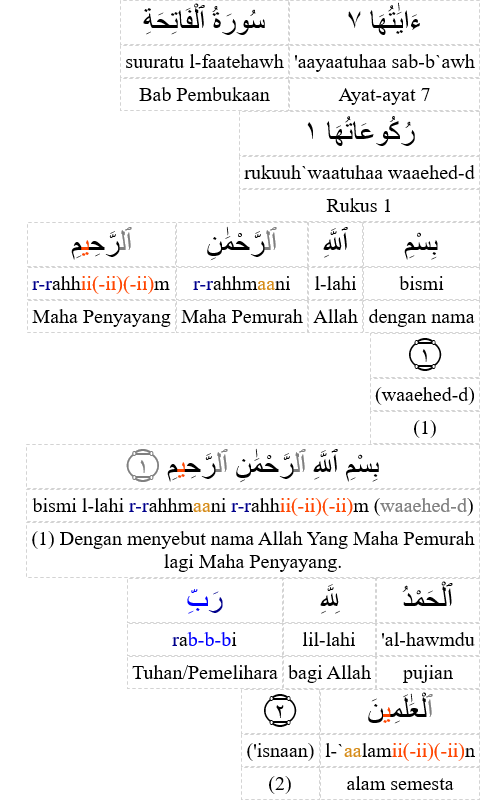 سُورَةُ ٱلْفَاتِحَةِ ءَايَٰتُهَا ٧
suuratu l-faatehawh 'aayaatuhaa sab-b`awh
Bab Pembukaan Ayat-ayat 7
رُكُوعَاتُهَا ١
rukuuh`waatuhaa waaehed-d
Rukus 1
بِسْمِ ٱللَّهِ ٱلرَّحْمَٰنِ ٱلرَّحِيمِ
r-rahhii(-ii)(-ii)m r-rahhmaani l-lahi bismi
Maha Penyayang Maha Pemurah Allah dengan nama
١
(waaehed-d)
(1)
بِسْمِ ٱللَّهِ ٱلرَّحْمَٰنِ ٱلرَّحِيمِ ١
bismi l-lahi r-rahhmaani r-rahhii(-ii)(-ii)m (waaehed-d)
(1) Dengan menyebut nama Allah Yang Maha Pemurah
lagi Maha Penyayang.
ٱلْحَمْدُ لِلَّهِ رَبِّ
rab-b-bi lil-lahi 'al-hawmdu
Tuhan/Pemelihara bagi Allah pujian
ٱلْعَٰلَمِينَ ٢
('isnaan) l-`aalamii(-ii)(-ii)n
(2) alam semesta